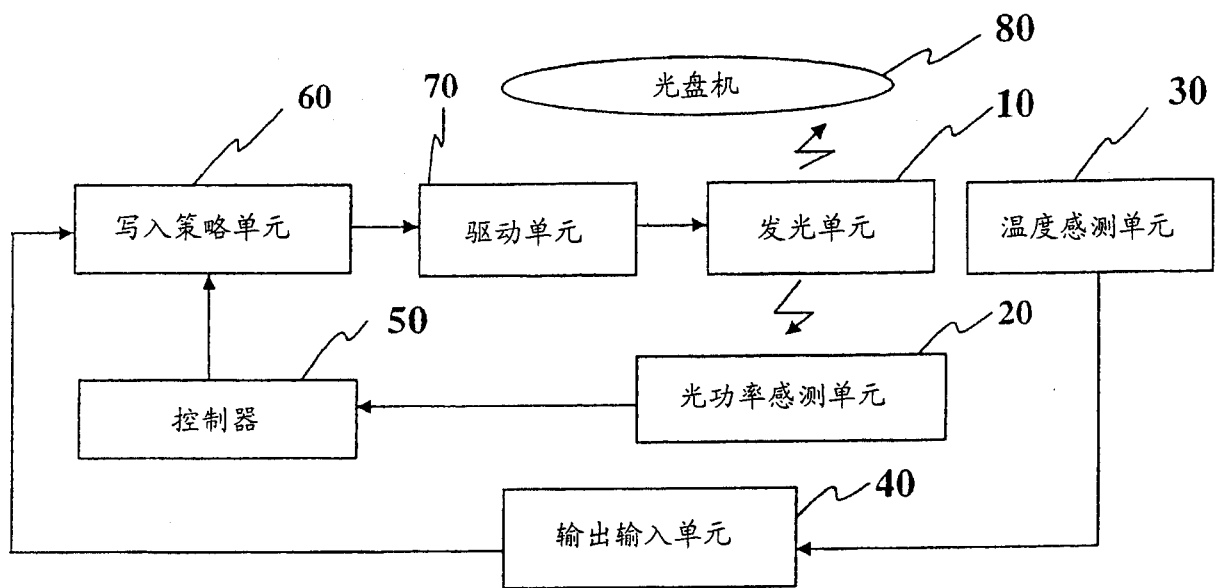 80
光盘机
60
70
10
30
写入策略单元
驱动单元
发光单元
温度感测单元
50
20
控制器
光功率感测单元
40
输出输入单元